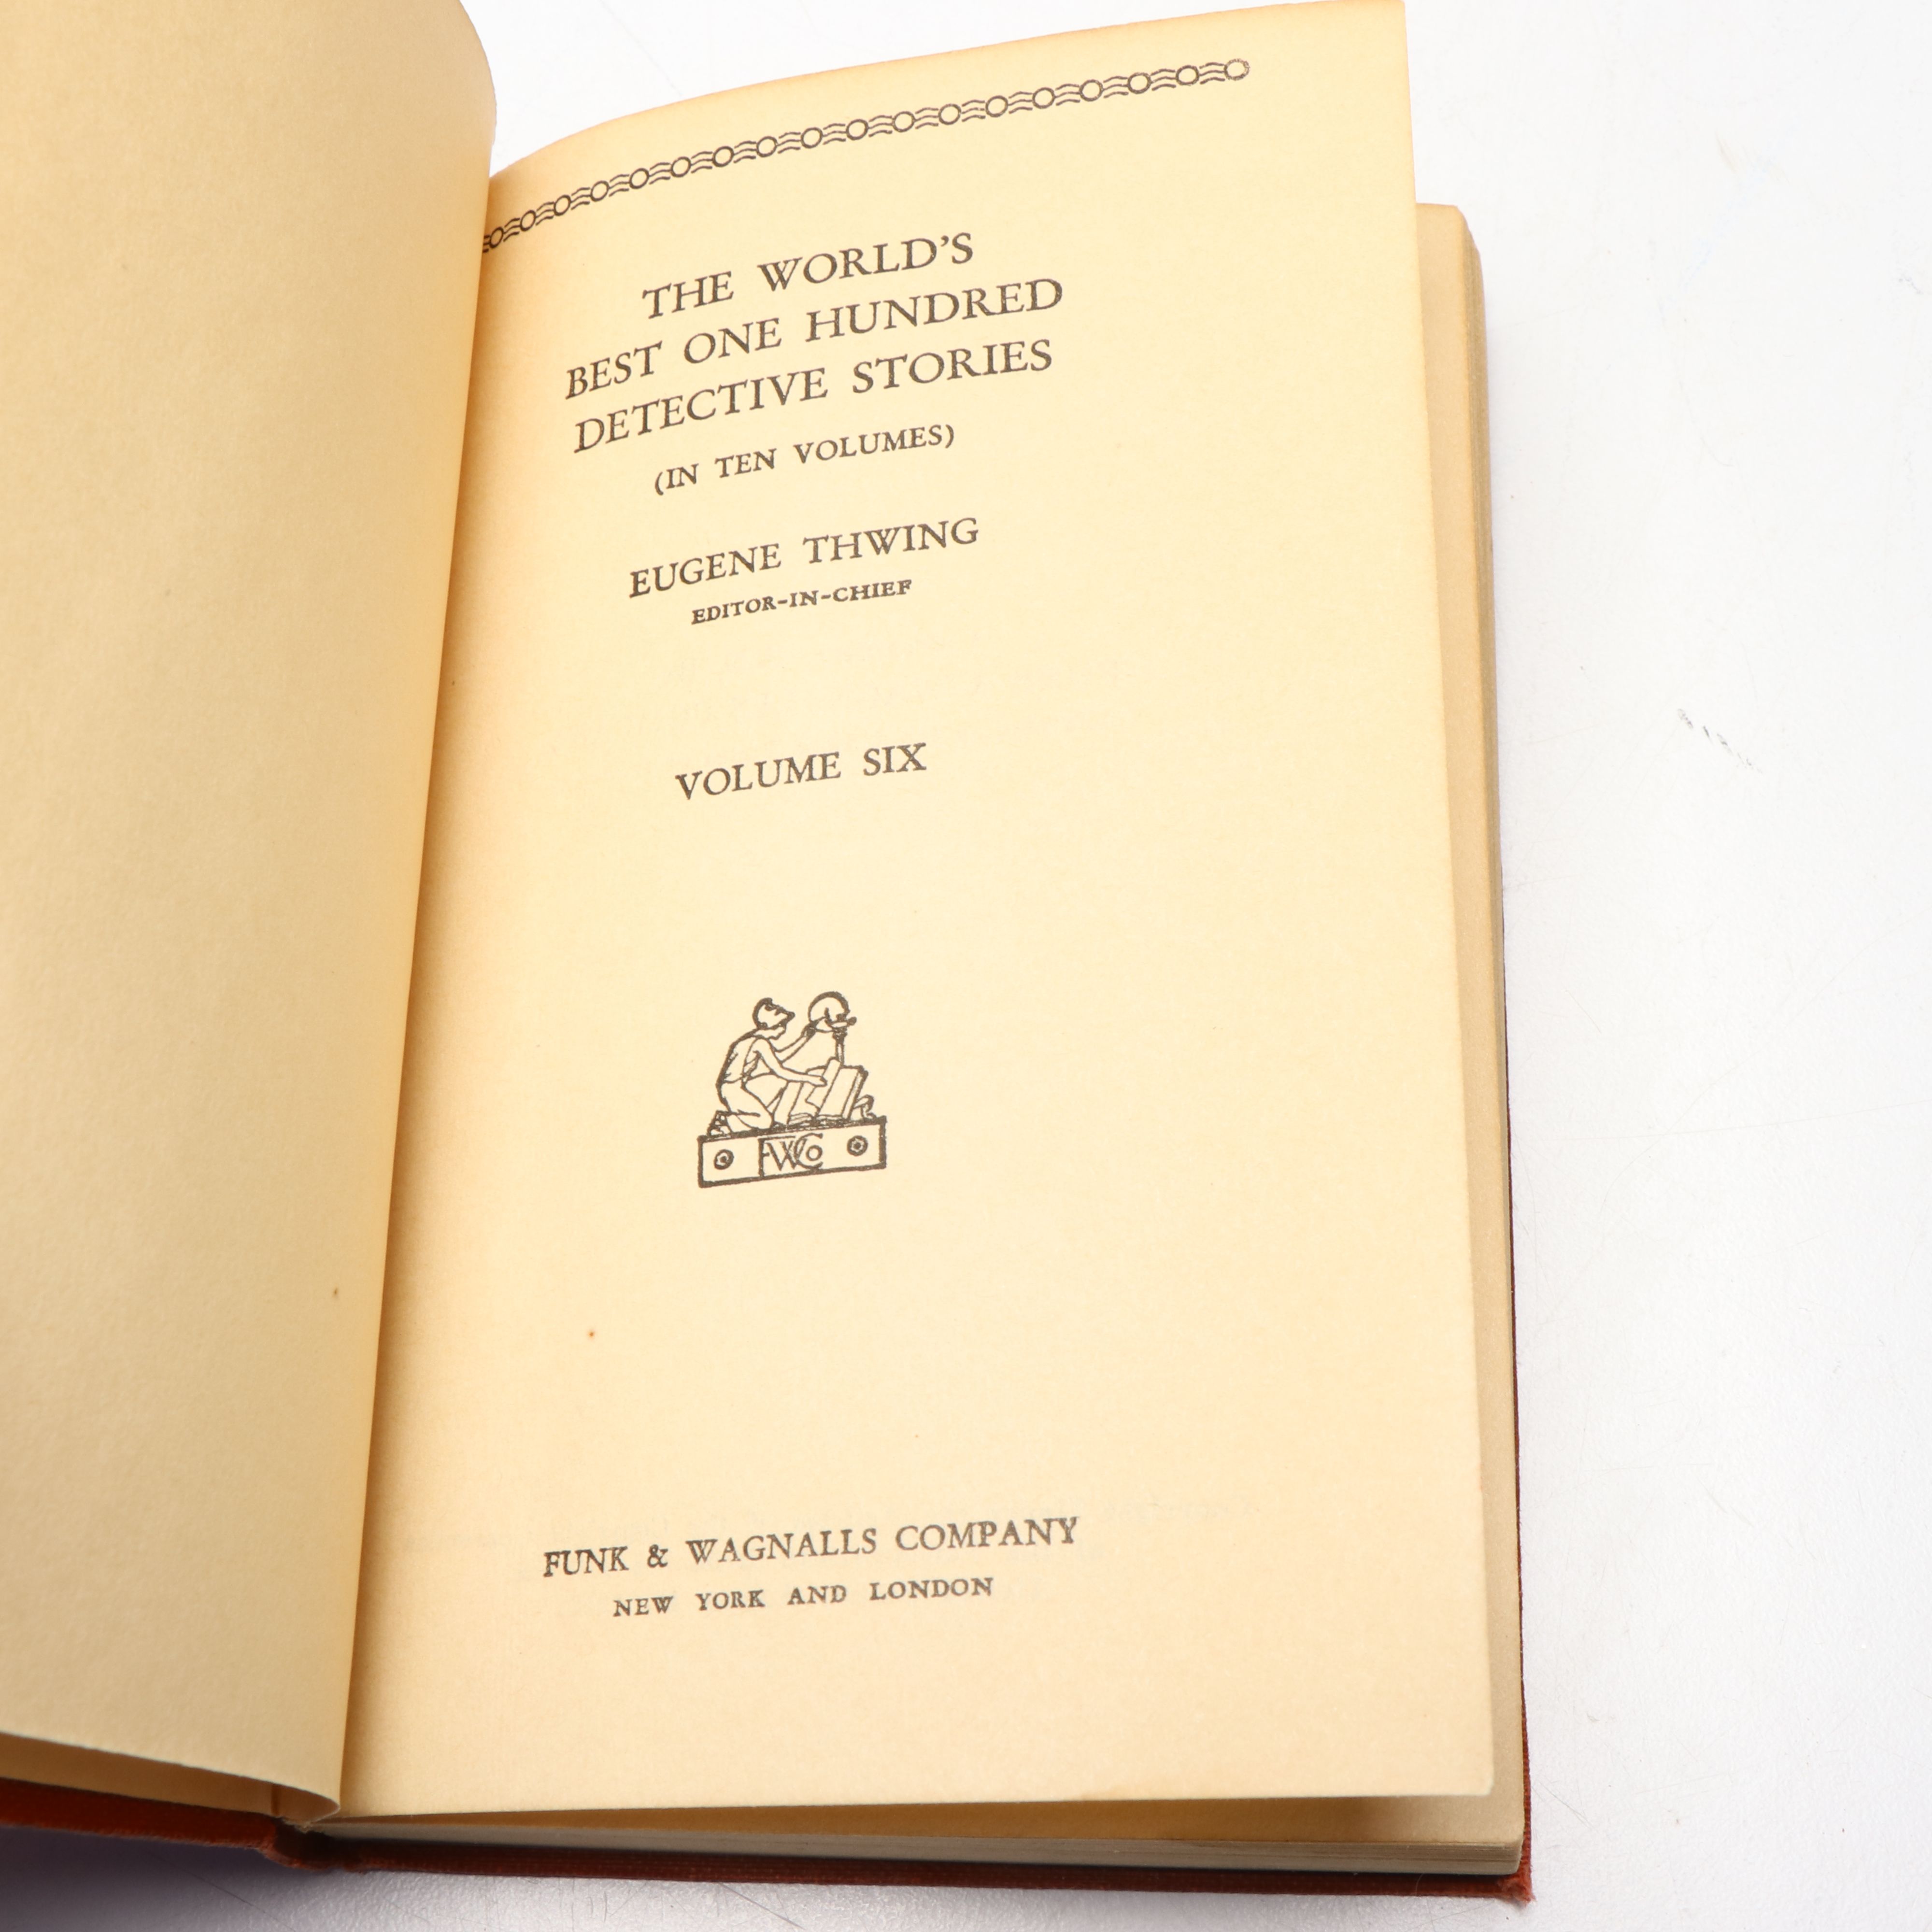 THE WORLD'S
BEST ONE HUNDRED
DETECTIVE STORIES
(IN TEN VOLUMES)
EUGENE THWING
EDITOR-IN-CHIEF
VOLUME SIX
FWCo
FUNK & WAGNALLS COMPANY
NEW YORK AND LONDON